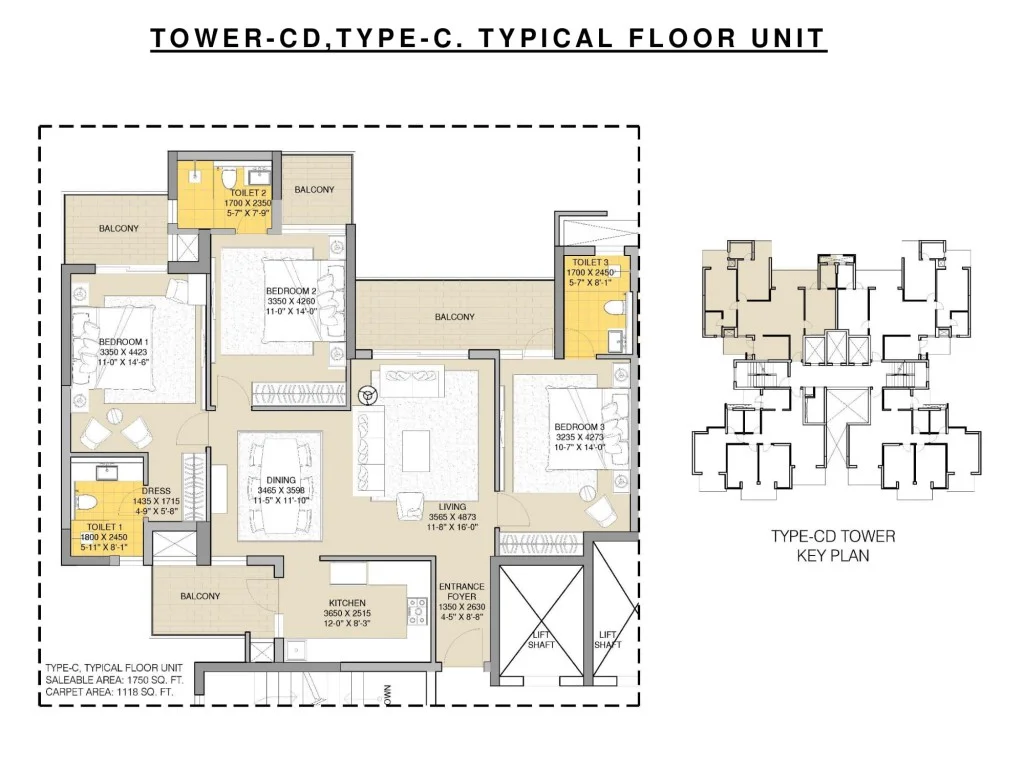 TOWER-CD,TYPE-C. TYPICAL FLOOR UNIT
TOILET 2
1700 X 2350
5-7" X 7'-9"
BALCONY
BALCONY
BEDROOM 2
3350 X 4260
11-0" X 14'-0"
TOILET 3
1700 X 2450
5-7" X 8'-1"
BALCONY
BEDROOM 1
3350 X 4423
11-0" X 14'-6"
BEDROOM 3
3235 X 4273
10-7" X 14'-0"
DINING
3465 X 3598
11-5" X 11'-10"
LIVING
3565 X 4873
11-8" X 16'-0"
DRESS
1435 X 1715
4-9" X 5'-8"
TOILET 1
1800 X 2450
5-11" X 8'-1"
BALCONY
KITCHEN
3650 X 2515
12-0" X 8'-3"
ENTRANCE
FOYER
1350 X 2630
4-5" X 8'-8"
LIFT
SHAFT
LIFT
SHAFT
DOWN
TYPE-C, TYPICAL FLOOR UNIT
SALEABLE AREA: 1750 SQ. FT.
CARPET AREA: 1118 SQ. FT.
TYPE-CD TOWER
KEY PLAN